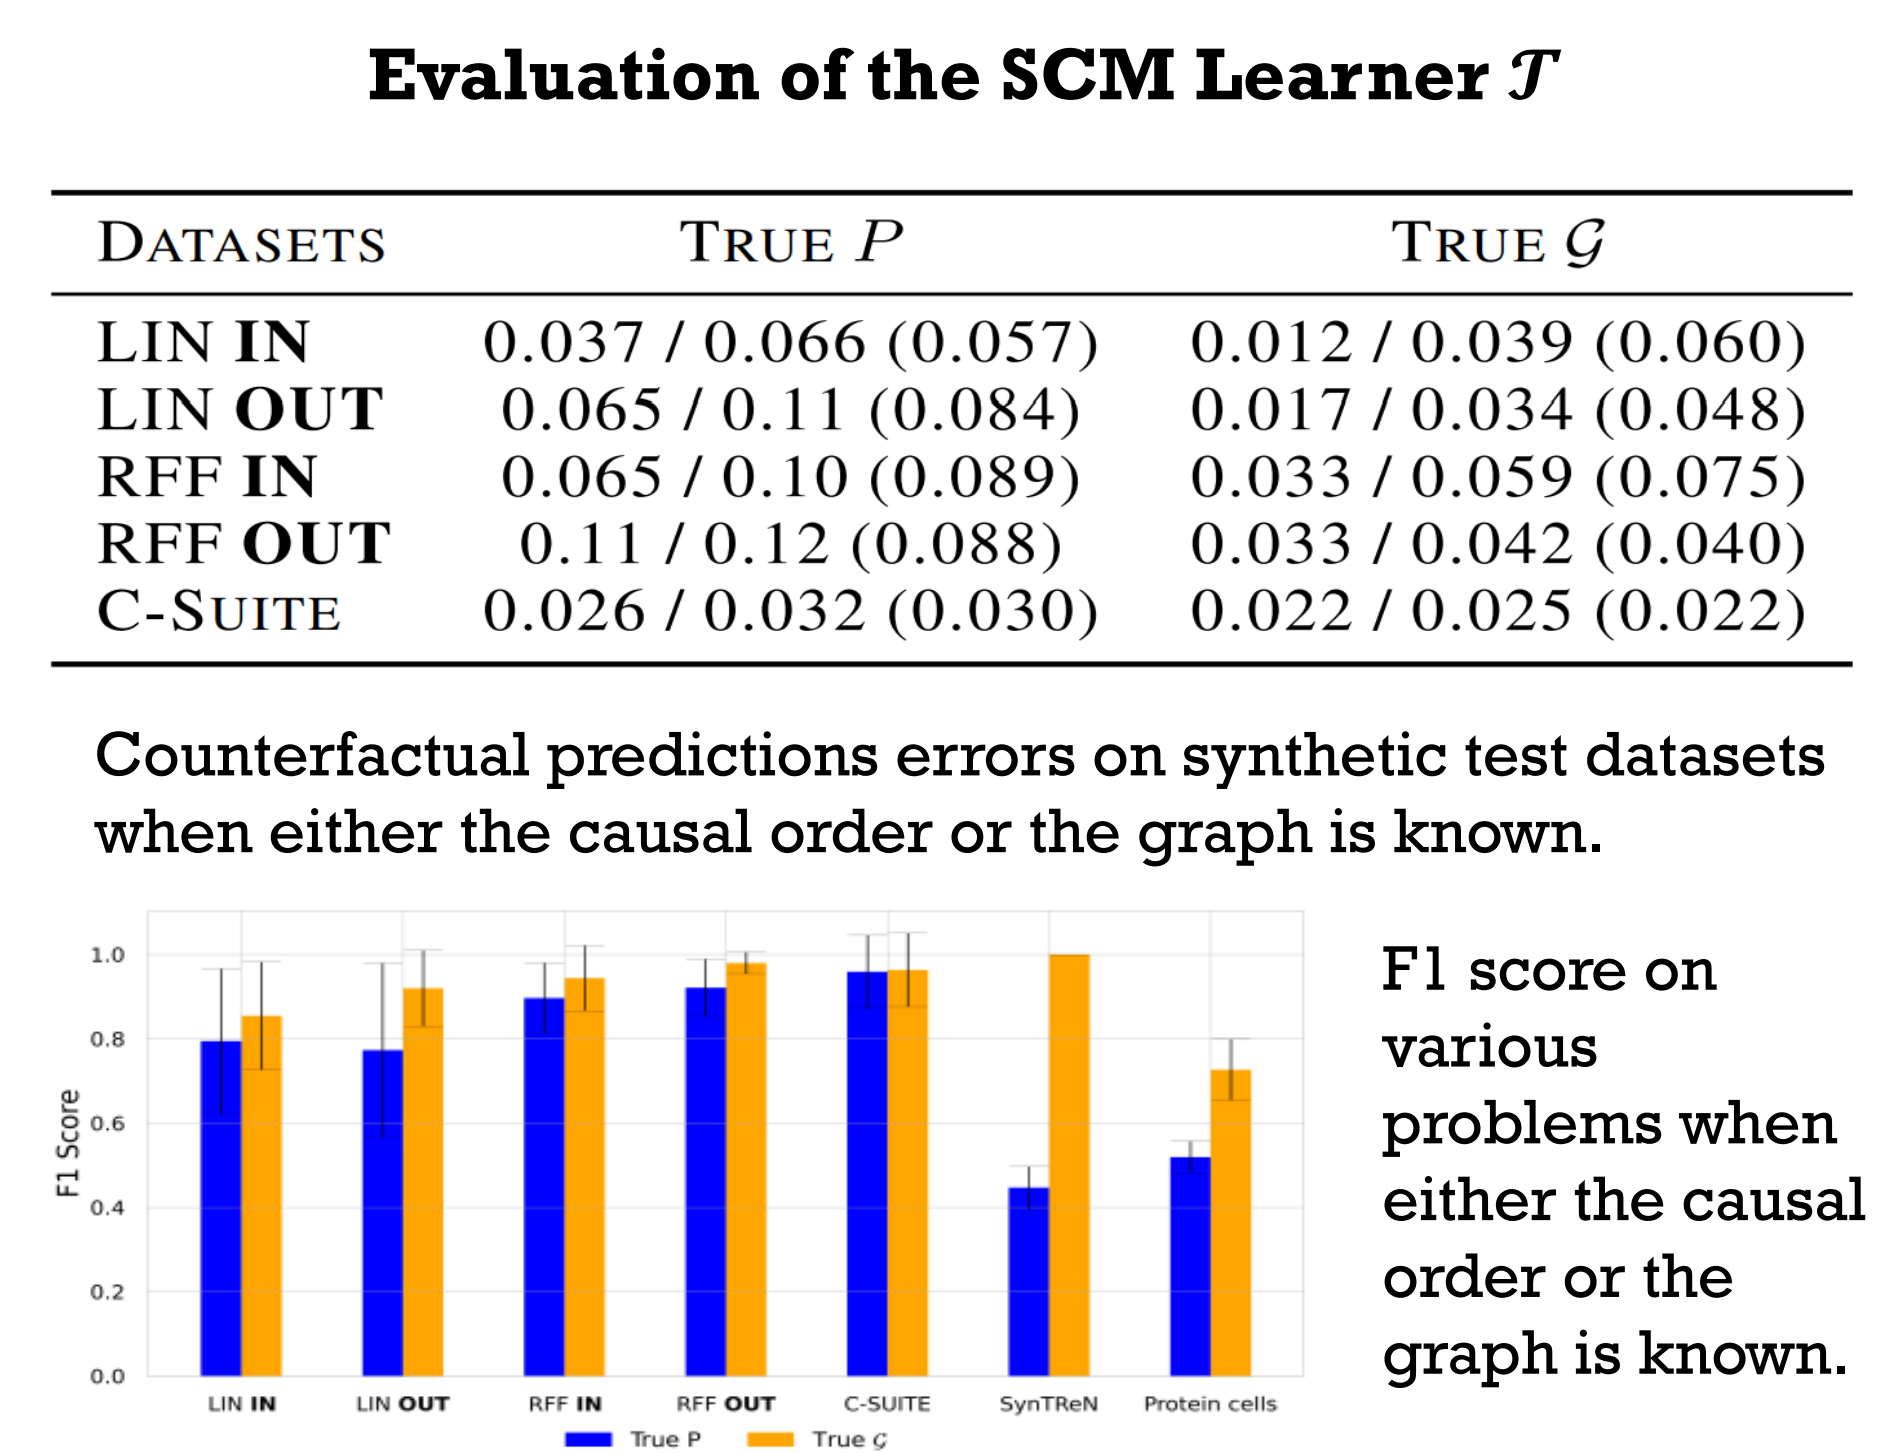 Evaluation of the SCM Learner 𝒯
DATASETS TRUE P TRUE 𝒢
LIN IN 0.037 / 0.066 (0.057) 0.012 / 0.039 (0.060)
LIN OUT 0.065 / 0.11 (0.084) 0.017 / 0.034 (0.048)
RFF IN 0.065 / 0.10 (0.089) 0.033 / 0.059 (0.075)
RFF OUT 0.11 / 0.12 (0.088) 0.033 / 0.042 (0.040)
C-SUITE 0.026 / 0.032 (0.030) 0.022 / 0.025 (0.022)
Counterfactual predictions errors on synthetic test datasets
when either the causal order or the graph is known.
F1 Score
1.0
0.8
0.6
0.4
0.2
0.0
LIN IN LIN OUT RFF IN RFF OUT C-SUITE SynTReN Protein cells
True P True 𝒢
F1 score on
various
problems when
either the causal
order or the
graph is known.